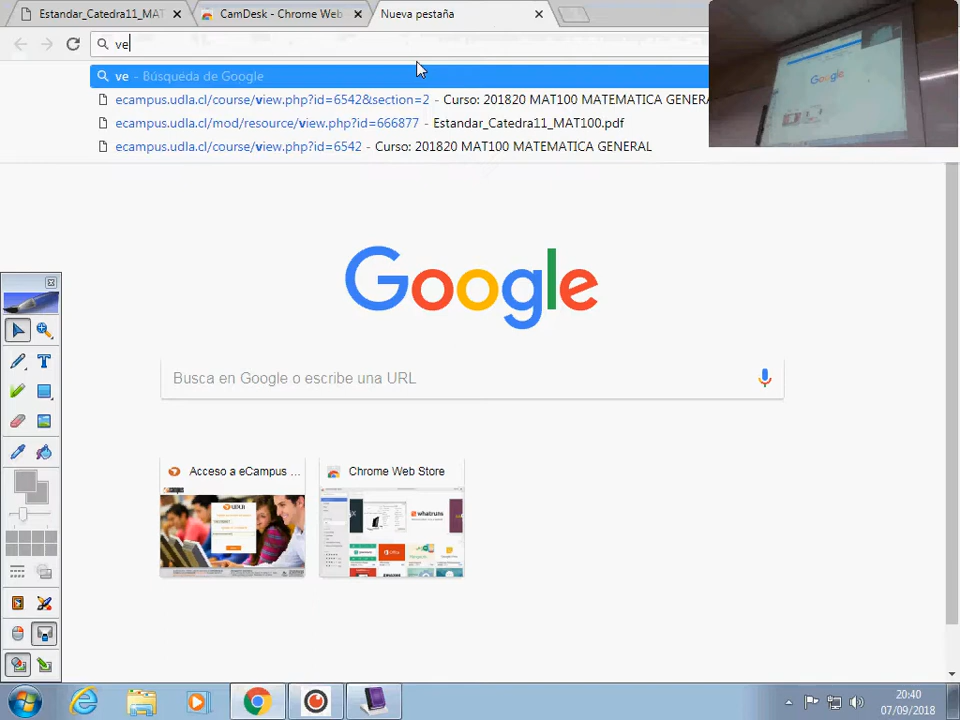 Estandar_Catedra11_MAT
CamDesk - Chrome Web
Nueva pestaña
ve
ve - Búsqueda de Google
ecampus.udla.cl/course/view.php?id=6542&section=2 - Curso: 201820 MAT100 MATEMATICA GENERA
ecampus.udla.cl/mod/resource/view.php?id=666877 - Estandar_Catedra11_MAT100.pdf
ecampus.udla.cl/course/view.php?id=6542 - Curso: 201820 MAT100 MATEMATICA GENERAL
Google
Google
Busca en Google o escribe una URL
Acceso a eCampus ...
Chrome Web Store
whatruns
T
20:40
07/09/2018